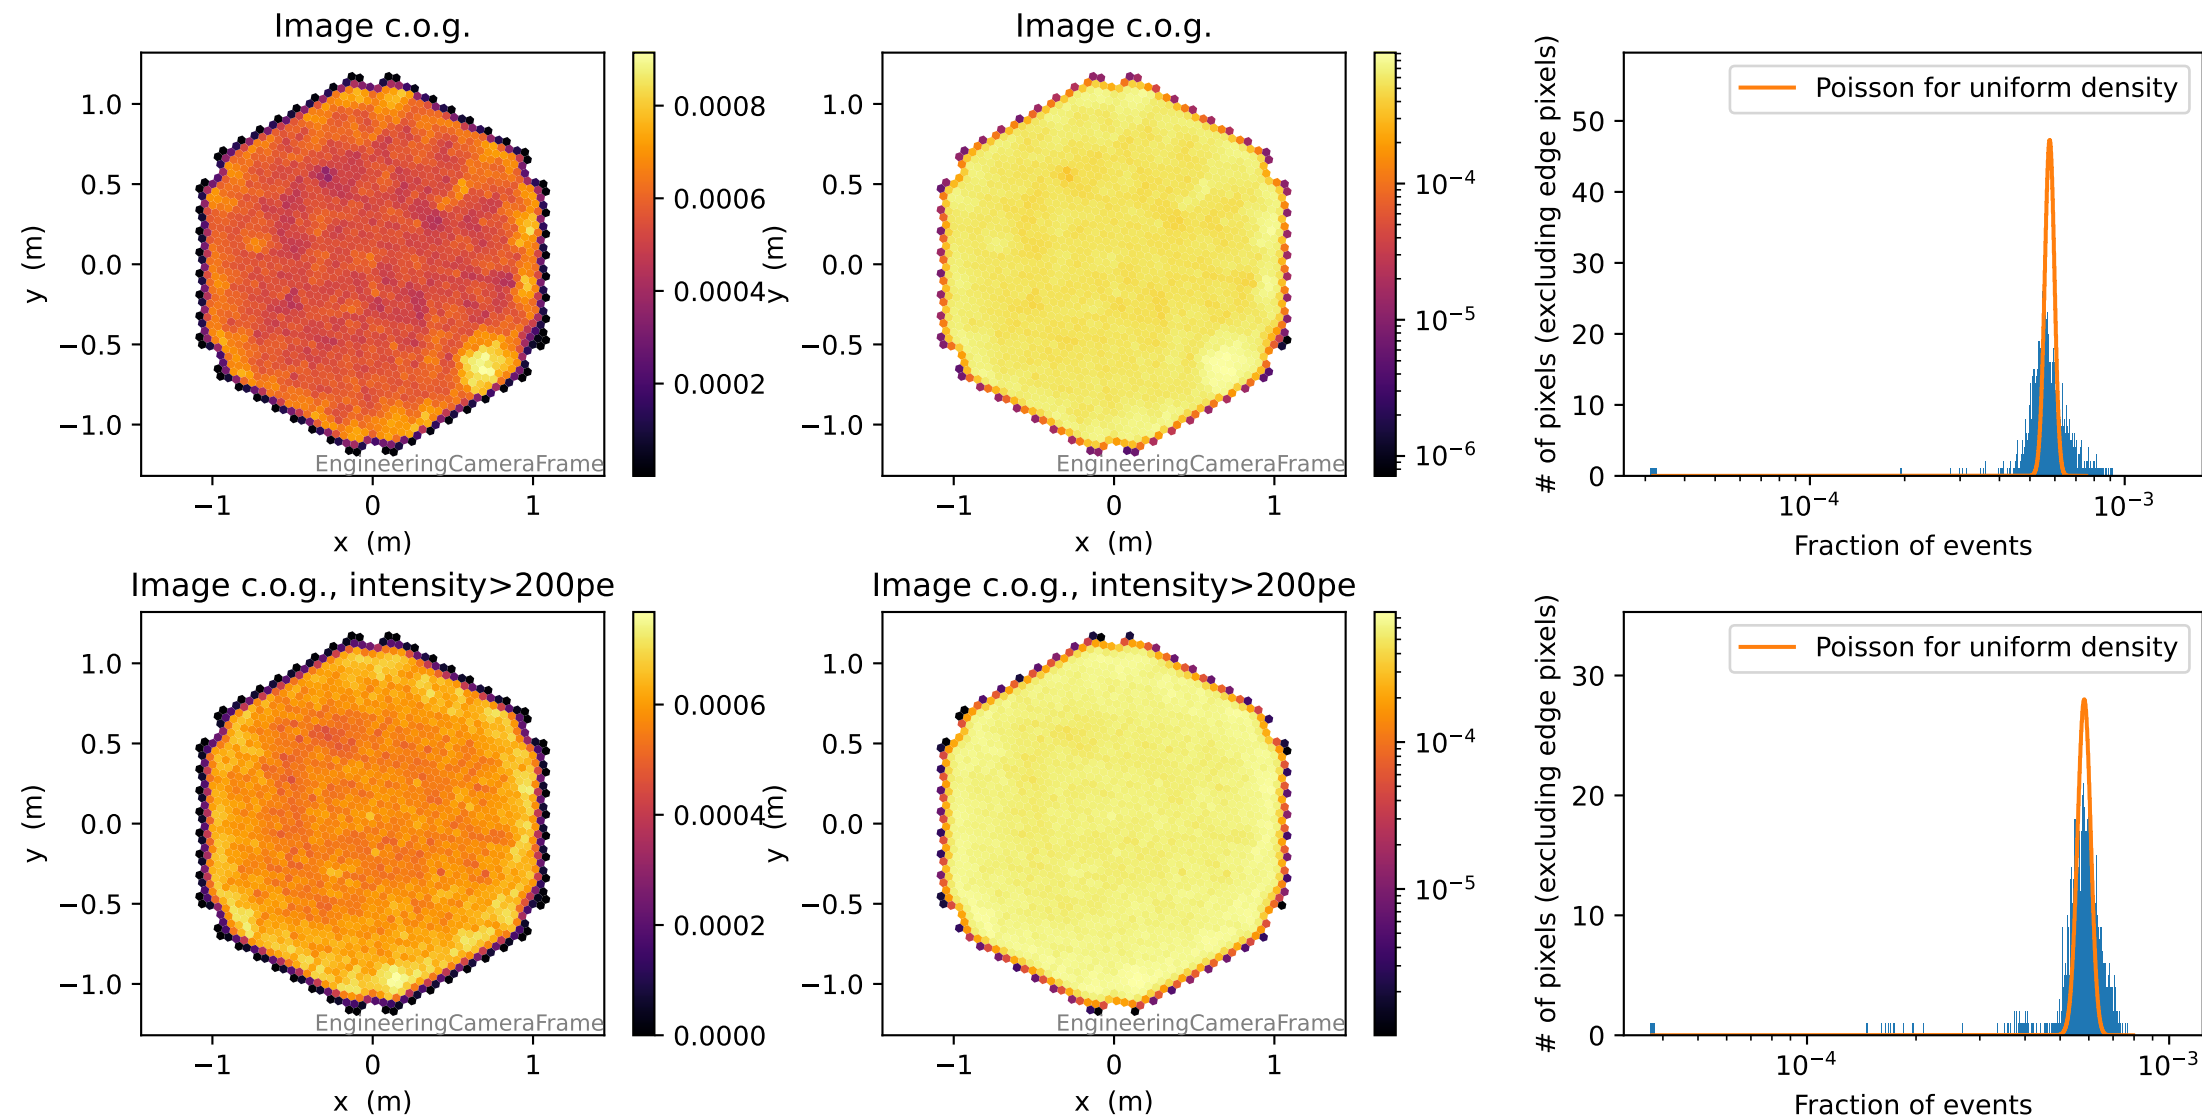 Image c.o.g.
1.0
0.5
0.0
−0.5
−1.0
y (m)
−1
0
1
x (m)
EngineeringCameraFrame
0.0008
0.0006
0.0004
0.0002
Image c.o.g.
1.0
0.5
0.0
−0.5
−1.0
y (m)
−1
0
1
x (m)
EngineeringCameraFrame
10⁻⁴
10⁻⁵
10⁻⁶
Poisson for uniform density
50
40
30
20
10
0
# of pixels (excluding edge pixels)
10⁻⁴
10⁻³
Fraction of events
Image c.o.g., intensity>200pe
1.0
0.5
0.0
−0.5
−1.0
y (m)
−1
0
1
x (m)
EngineeringCameraFrame
0.0006
0.0004
0.0002
0.0000
Image c.o.g., intensity>200pe
1.0
0.5
0.0
−0.5
−1.0
y (m)
−1
0
1
x (m)
EngineeringCameraFrame
10⁻⁴
10⁻⁵
Poisson for uniform density
30
20
10
0
# of pixels (excluding edge pixels)
10⁻⁴
10⁻³
Fraction of events